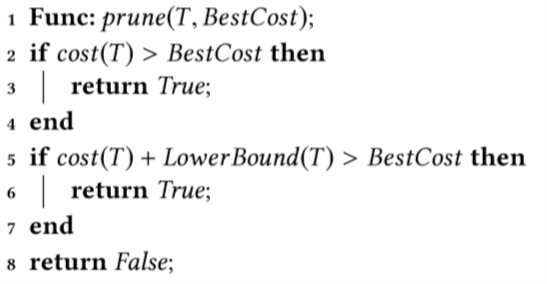 1 Func: prune(T, BestCost);
2 if cost(T) > BestCost then
3 return True;
4 end
5 if cost(T) + LowerBound(T) > BestCost then
6 return True;
7 end
8 return False;